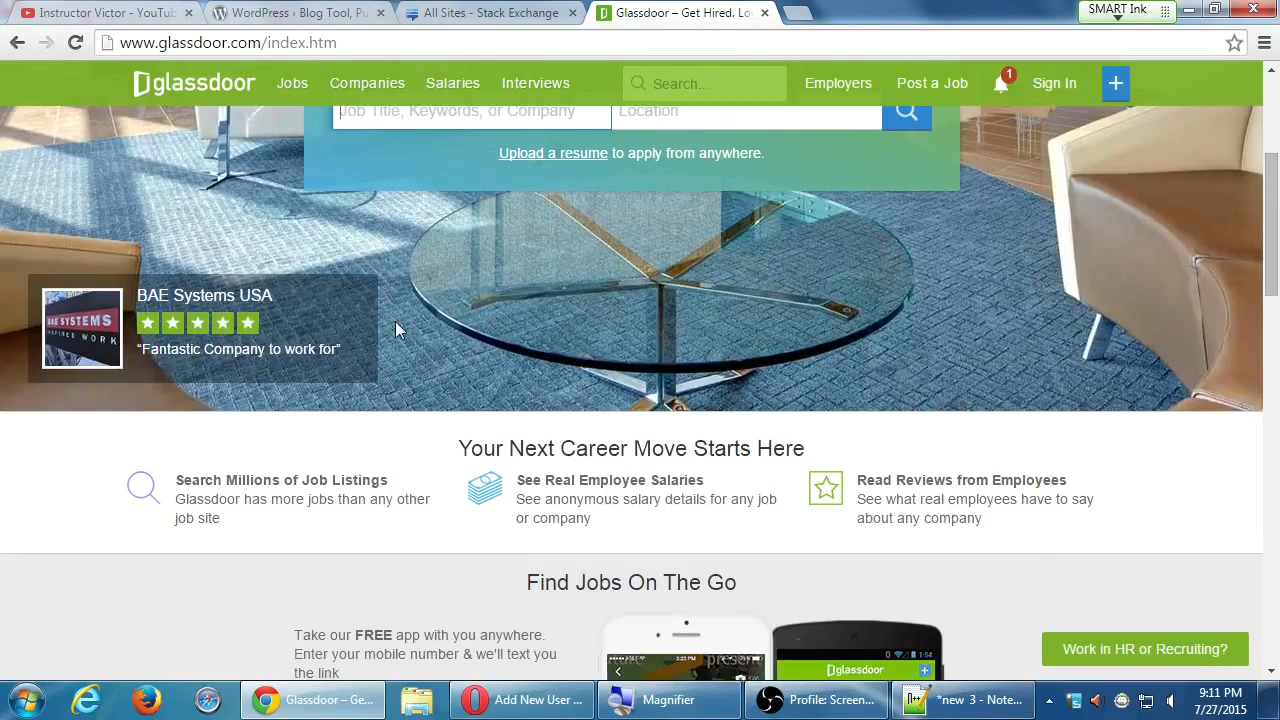 Instructor Victor - YouTub
WordPress › Blog Tool, Pu
All Sites - Stack Exchange
Glassdoor – Get Hired. Lo
SMART Ink
www.glassdoor.com/index.htm
glassdoor
Jobs
Companies
Salaries
Interviews
Search...
Employers
Post a Job
1
Sign In
Job Title, Keywords, or Company
Location
Upload a resume to apply from anywhere.
BAE Systems USA
BAE SYSTEMS
INSPIRED WORK
“Fantastic Company to work for”
Your Next Career Move Starts Here
Search Millions of Job Listings
Glassdoor has more jobs than any other
job site
See Real Employee Salaries
See anonymous salary details for any job
or company
Read Reviews from Employees
See what real employees have to say
about any company
Find Jobs On The Go
Take our FREE app with you anywhere.
Enter your mobile number & we'll text you
the link
3:23 PM
1:54
glassdoor
Work in HR or Recruiting?
Glassdoor – Ge...
Add New User ...
Magnifier
Profile: Screen...
*new 3 - Note...
9:11 PM
7/27/2015